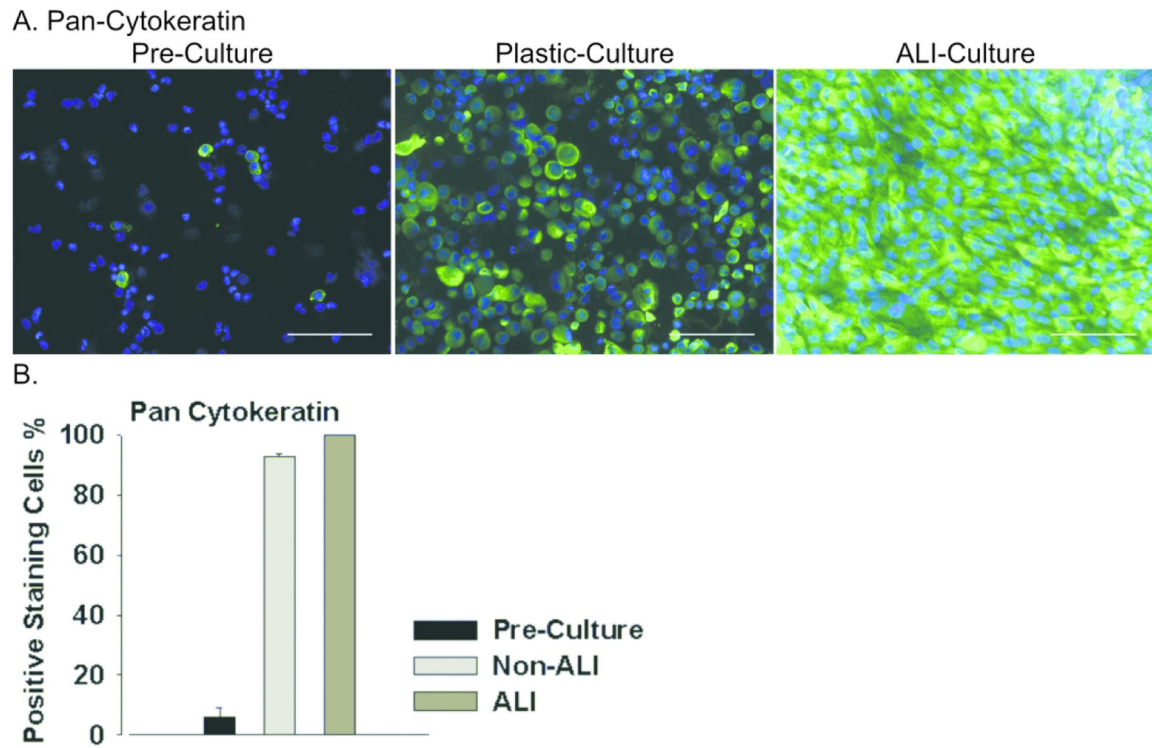 A. Pan-Cytokeratin
Pre-Culture Plastic-Culture ALI-Culture
B.
Pan Cytokeratin
Positive Staining Cells %
100
80
60
40
20
0
Pre-Culture
Non-ALI
ALI